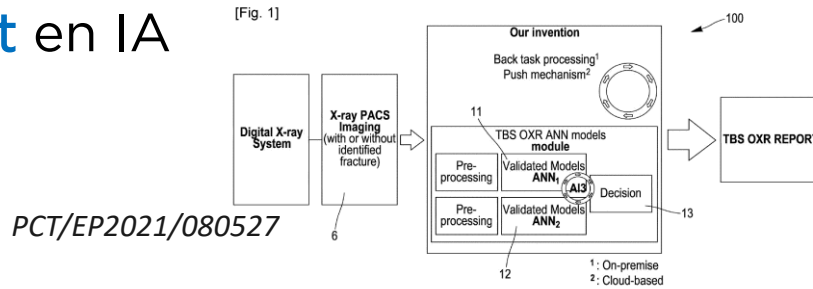 t en IA
[Fig. 1]
100
Our invention
Back task processing¹
Push mechanism²
Digital X-ray
System
X-ray PACS
Imaging
(with or without
identified
fracture)
6
11
TBS OXR ANN models
module
Pre-
processing
Validated Models
ANN₁
AI3
Decision
Pre-
processing
Validated Models
ANN₂
13
12
TBS OXR REPORT
PCT/EP2021/080527
¹ : On-premise
² : Cloud-based